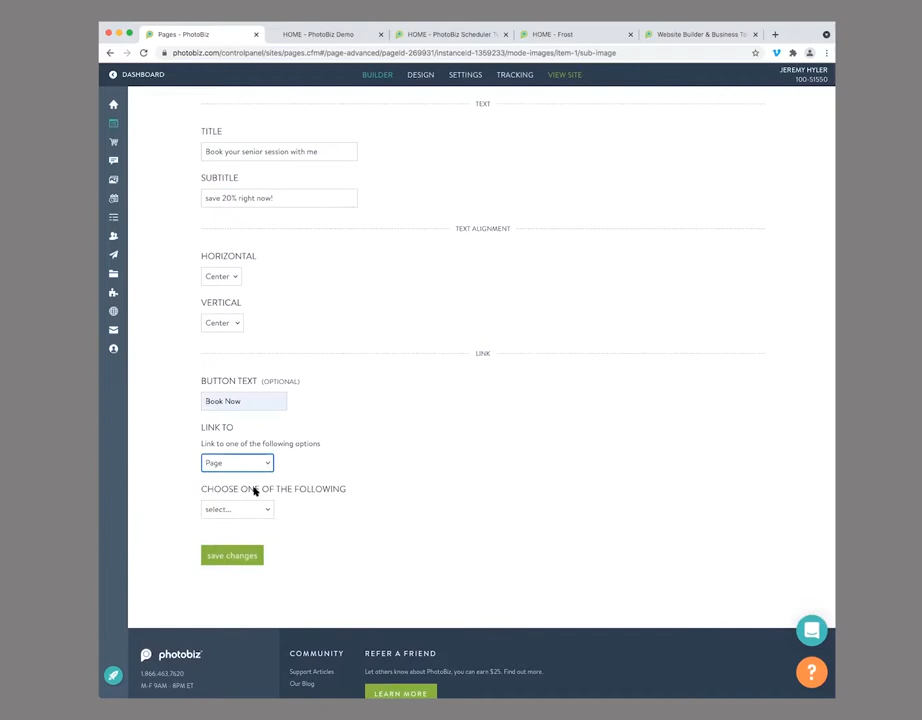 Pages - PhotoBiz
HOME - PhotoBiz Demo
HOME - PhotoBiz Scheduler T
HOME - Frost
Website Builder & Business To
photobiz.com/controlpanel/sites/pages.cfm#/page-advanced/pageId-269931/instanceId-1359233/mode-images/item-1/sub-image
DASHBOARD
BUILDER
DESIGN
SETTINGS
TRACKING
VIEW SITE
JEREMY HYLER
100-51550
TEXT
TITLE
Book your senior session with me
SUBTITLE
save 20% right now!
TEXT ALIGNMENT
HORIZONTAL
Center
VERTICAL
Center
LINK
BUTTON TEXT (OPTIONAL)
Book Now
LINK TO
Link to one of the following options
Page
CHOOSE ONE OF THE FOLLOWING
select...
save changes
photobiz
1.866.463.7620
M-F 9AM - 8PM ET
COMMUNITY
Support Articles
Our Blog
REFER A FRIEND
Let others know about PhotoBiz, you can earn $25. Find out more.
LEARN MORE
?